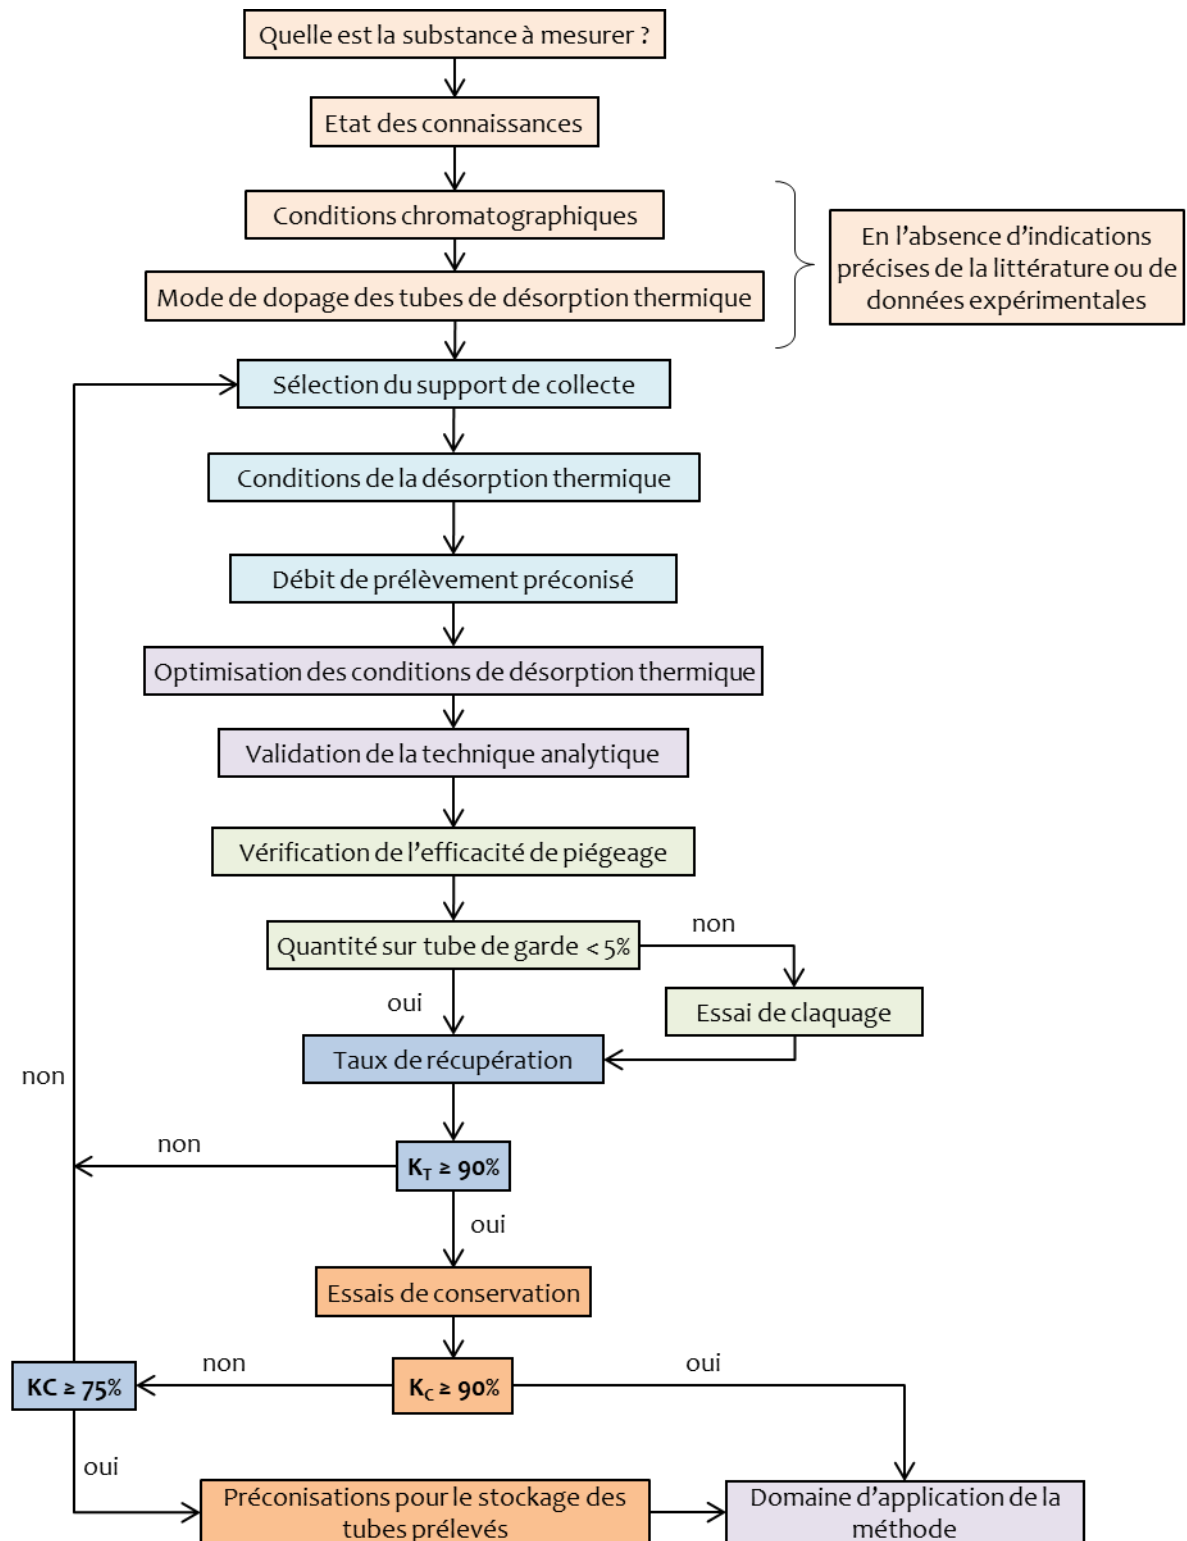 Quelle est la substance à mesurer ?
Etat des connaissances
Conditions chromatographiques
Mode de dopage des tubes de désorption thermique
En l’absence d’indications
précises de la littérature ou de
données expérimentales
Sélection du support de collecte
Conditions de la désorption thermique
Débit de prélèvement préconisé
Optimisation des conditions de désorption thermique
Validation de la technique analytique
Vérification de l’efficacité de piégeage
Quantité sur tube de garde < 5%
non
oui
Essai de claquage
Taux de récupération
non
non
K_T ≥ 90%
oui
Essais de conservation
non
oui
KC ≥ 75%
K_C ≥ 90%
oui
Préconisations pour le stockage des
tubes prélevés
Domaine d’application de la
méthode